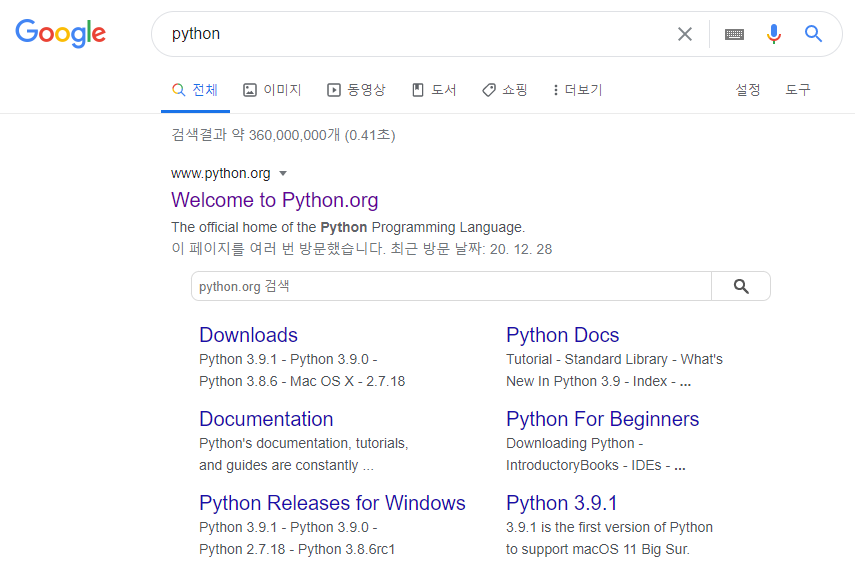 Google
python
전체 이미지 동영상 도서 쇼핑 더보기 설정 도구
검색결과 약 360,000,000개 (0.41초)
www.python.org
Welcome to Python.org
The official home of the Python Programming Language.
이 페이지를 여러 번 방문했습니다. 최근 방문 날짜: 20. 12. 28
python.org 검색
Downloads
Python 3.9.1 - Python 3.9.0 -
Python 3.8.6 - Mac OS X - 2.7.18
Python Docs
Tutorial - Standard Library - What's
New In Python 3.9 - Index - ...
Documentation
Python's documentation, tutorials,
and guides are constantly ...
Python For Beginners
Downloading Python -
IntroductoryBooks - IDEs - ...
Python Releases for Windows
Python 3.9.1 - Python 3.9.0 -
Python 2.7.18 - Python 3.8.6rc1
Python 3.9.1
3.9.1 is the first version of Python
to support macOS 11 Big Sur.